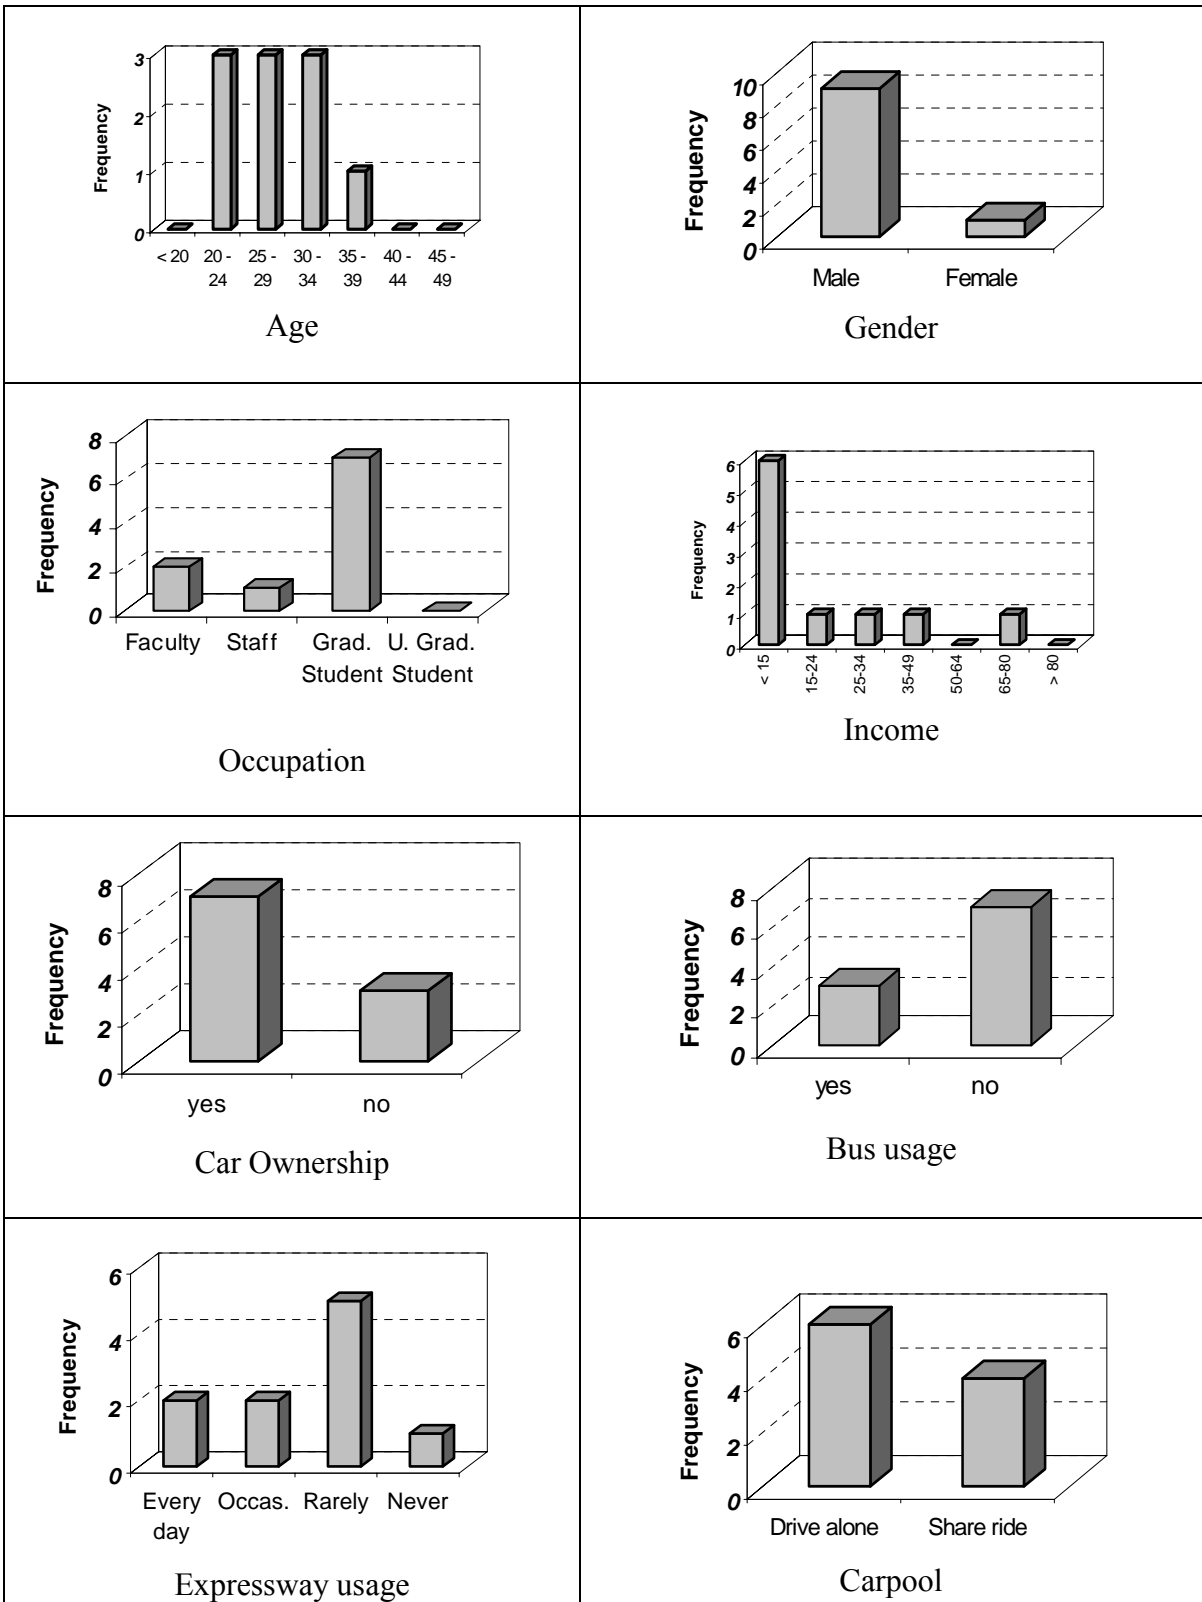 3
2
1
0
Frequency
< 20 20 - 25 - 30 - 35 - 40 - 45 -
24 29 34 39 44 49
Age
10
8
6
4
2
0
Frequency
Male Female
Gender
8
6
4
2
0
Frequency
Faculty Staff Grad. U. Grad.
Student Student
Occupation
6
5
4
3
2
1
0
Frequency
< 15 15-24 25-34 35-49 50-64 65-80 > 80
Income
8
6
4
2
0
Frequency
yes no
Car Ownership
8
6
4
2
0
Frequency
yes no
Bus usage
6
4
2
0
Frequency
Every Occas. Rarely Never
day
Expressway usage
6
4
2
0
Frequency
Drive alone Share ride
Carpool